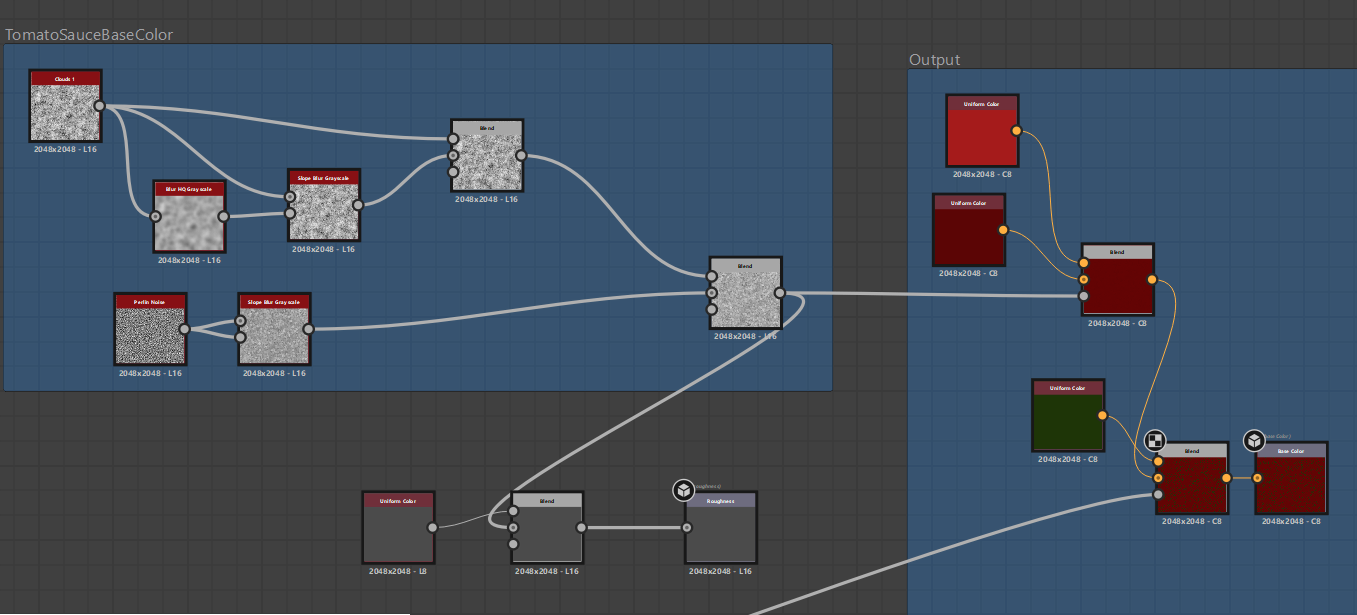 TomatoSauceBaseColor
Output
Clouds 1
2048x2048 - L16
Blur HQ Grayscale
2048x2048 - L16
Slope Blur Grayscale
2048x2048 - L16
Blend
2048x2048 - L16
Perlin Noise
2048x2048 - L16
Slope Blur Grayscale
2048x2048 - L16
Blend
2048x2048 - L16
Uniform Color
2048x2048 - C8
Uniform Color
2048x2048 - C8
Blend
2048x2048 - C8
Uniform Color
2048x2048 - C8
Blend
2048x2048 - C8
Base Color
2048x2048 - C8
Uniform Color
2048x2048 - L8
Blend
2048x2048 - L16
Roughness
2048x2048 - L16